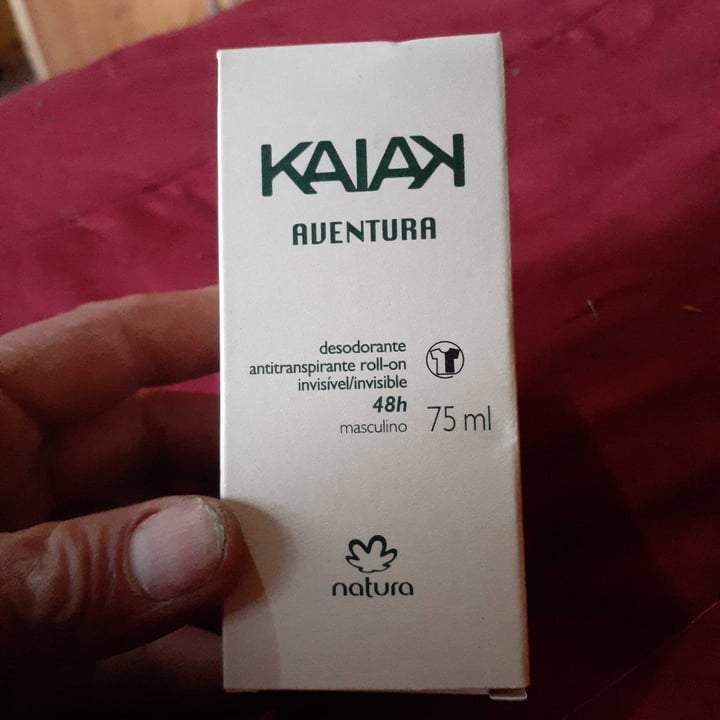 KAIAK
AVENTURA
desodorante
antitranspirante roll-on
invisível/invisible
48h
masculino
75 ml
natura